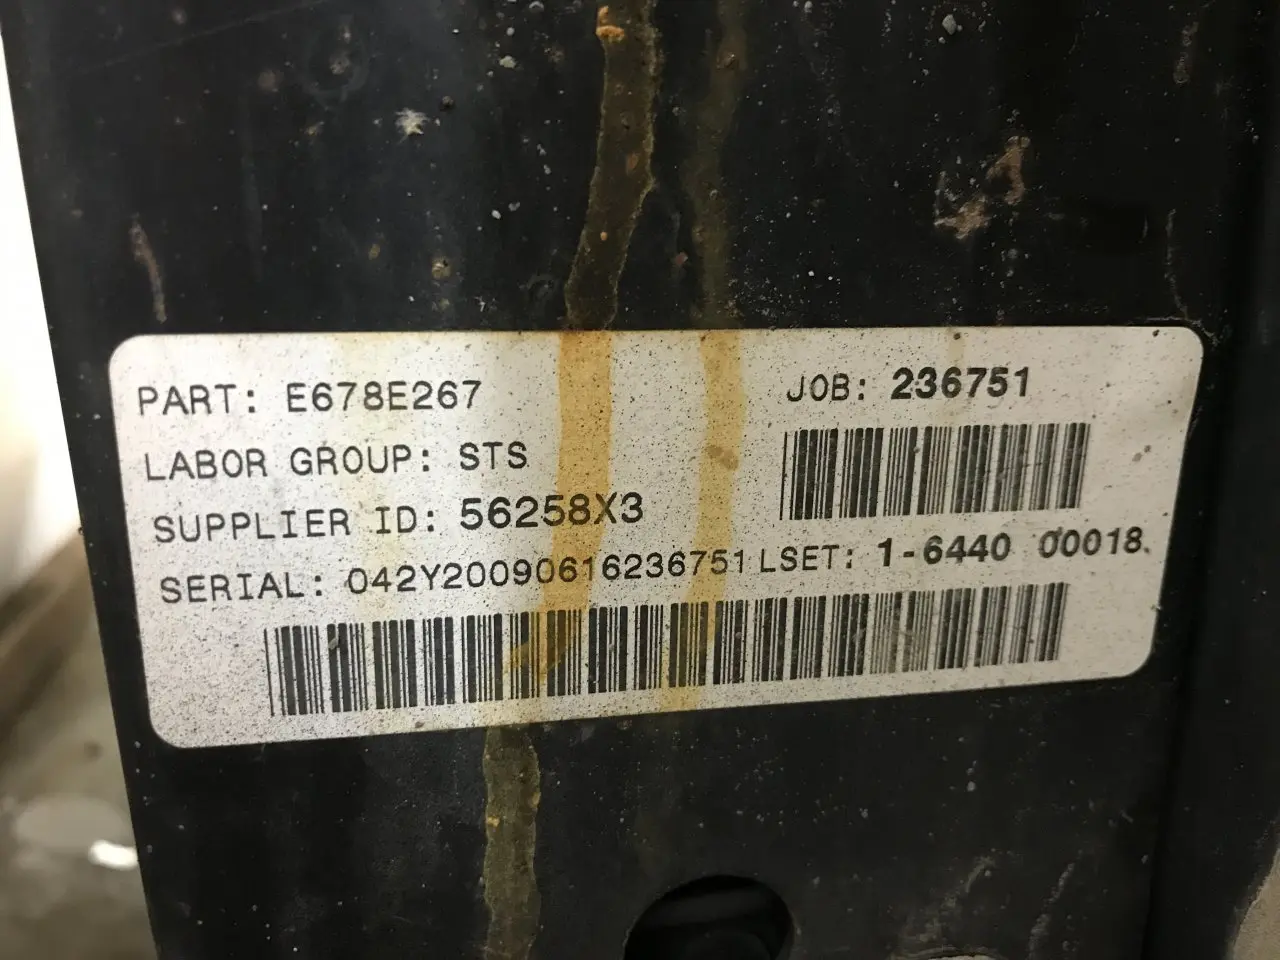 PART: E678E267 JOB: 236751
LABOR GROUP: STS
SUPPLIER ID: 56258X3
SERIAL: 042Y20090616236751 LSET: 1-6440 00018.